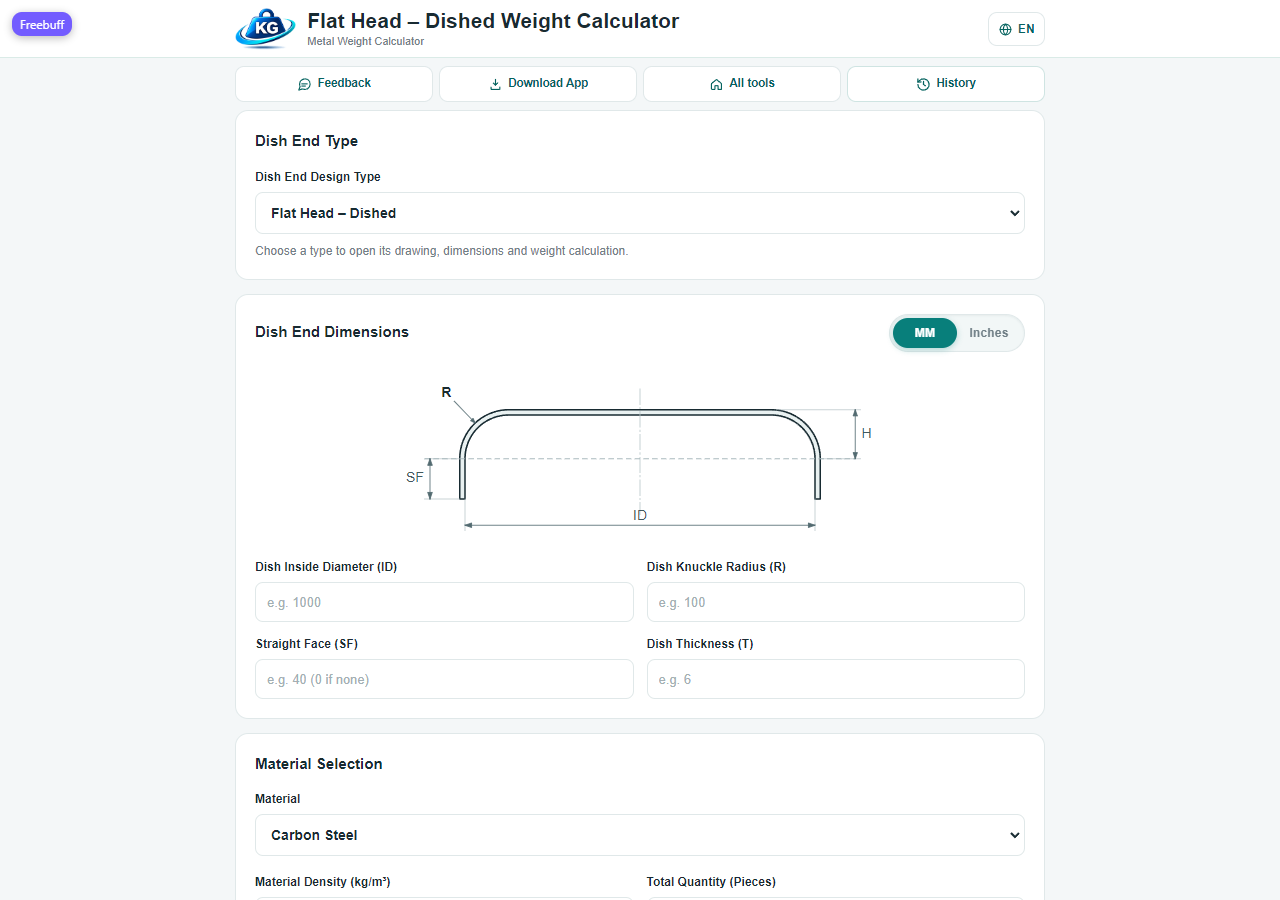 Freebuff
KG
Flat Head – Dished Weight Calculator
Metal Weight Calculator
EN
Feedback
Download App
All tools
History
Dish End Type
Dish End Design Type
Flat Head – Dished
Choose a type to open its drawing, dimensions and weight calculation.
Dish End Dimensions
MM
Inches
R
H
SF
ID
Dish Inside Diameter (ID)
Dish Knuckle Radius (R)
e.g. 1000
e.g. 100
Straight Face (SF)
Dish Thickness (T)
e.g. 40 (0 if none)
e.g. 6
Material Selection
Material
Carbon Steel
Material Density (kg/m³)
Total Quantity (Pieces)